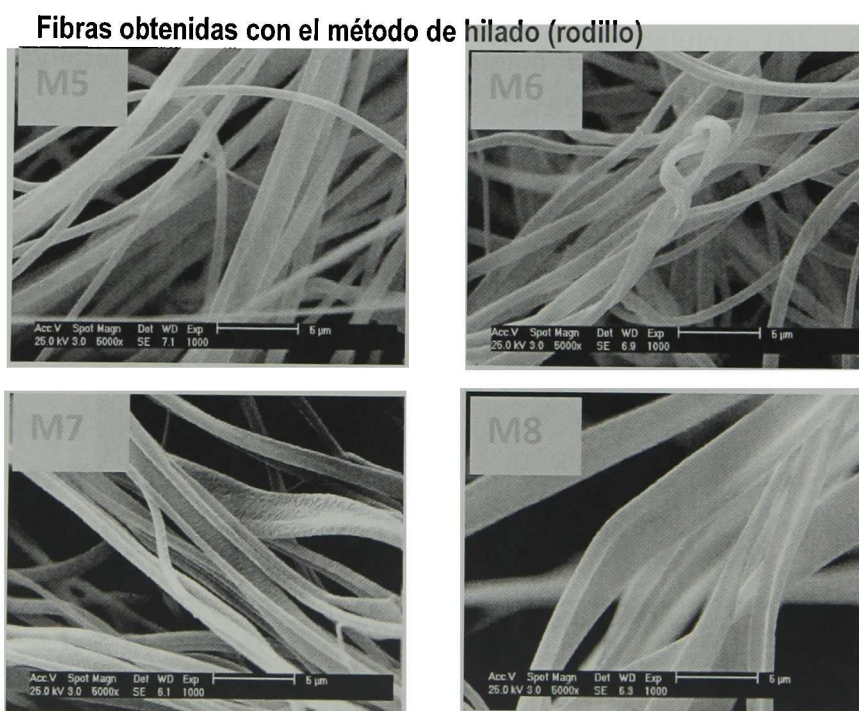 Fibras obtenidas con el método de hilado (rodillo)
M5
Acc.V Spot Magn Det WD Exp 5 µm
25.0 kV 3.0 5000x SE 7.1 1000
M6
Acc.V Spot Magn Det WD Exp 5 µm
25.0 kV 3.0 5000x SE 6.9 1000
M7
Acc.V Spot Magn Det WD Exp 5 µm
25.0 kV 3.0 5000x SE 6.1 1000
M8
Acc.V Spot Magn Det WD Exp 5 µm
25.0 kV 3.0 5000x SE 6.3 1000